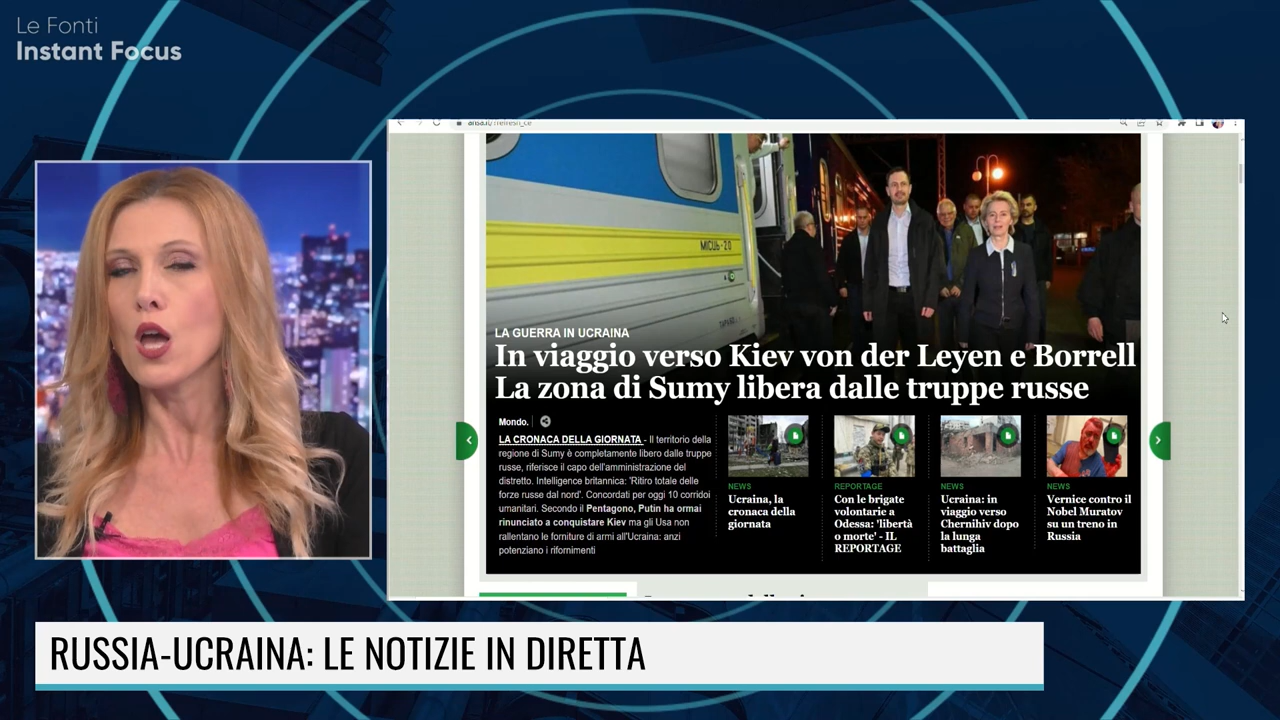 Le Fonti
Instant Focus
MICUb-20
LA GUERRA IN UCRAINA
In viaggio verso Kiev von der Leyen e Borrell
La zona di Sumy libera dalle truppe russe
Mondo.
LA CRONACA DELLA GIORNATA - Il territorio della
regione di Sumy è completamente libero dalle truppe
russe, riferisce il capo dell'amministrazione del
distretto. Intelligence britannica: 'Ritiro totale delle
forze russe dal nord'. Concordati per oggi 10 corridoi
umanitari. Secondo il Pentagono, Putin ha ormai
rinunciato a conquistare Kiev ma gli Usa non
rallentano le forniture di armi all'Ucraina: anzi
potenziano i rifornimenti
NEWS
Ucraina, la
cronaca della
giornata
REPORTAGE
Con le brigate
volontarie a
Odessa: 'libertà
o morte' - IL
REPORTAGE
NEWS
Ucraina: in
viaggio verso
Chernihiv dopo
la lunga
battaglia
NEWS
Vernice contro il
Nobel Muratov
su un treno in
Russia
RUSSIA-UCRAINA: LE NOTIZIE IN DIRETTA